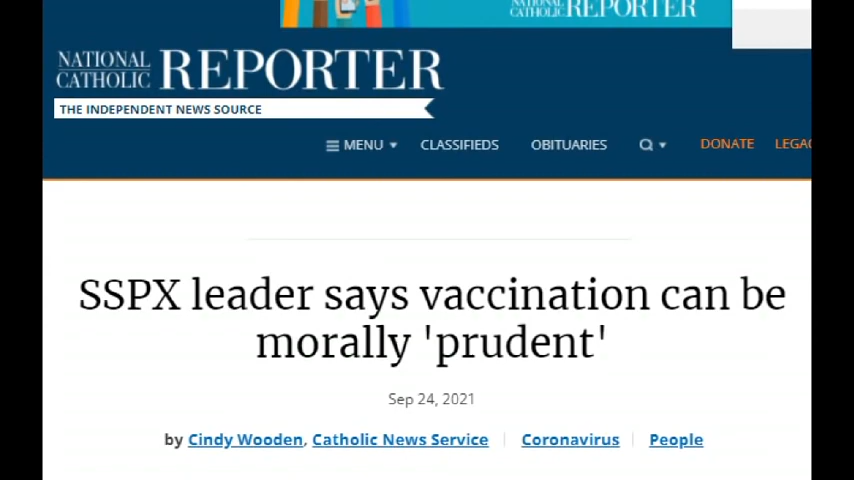 NATIONAL
CATHOLIC REPORTER
NATIONAL
CATHOLIC REPORTER
THE INDEPENDENT NEWS SOURCE
MENU CLASSIFIEDS OBITUARIES DONATE LEGAC
SSPX leader says vaccination can be
morally 'prudent'
Sep 24, 2021
by Cindy Wooden, Catholic News Service Coronavirus People